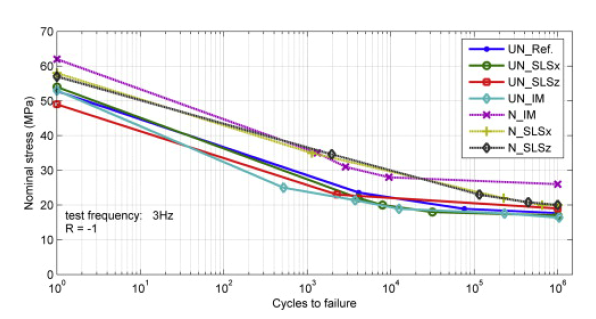 70
60
50
40
30
20
10
0
Nominal stress (MPa)
test frequency: 3Hz
R = -1
UN_Ref.
UN_SLSx
UN_SLSz
UN_IM
N_IM
N_SLSx
N_SLSz
10^0
10^1
10^2
10^3
10^4
10^5
10^6
Cycles to failure